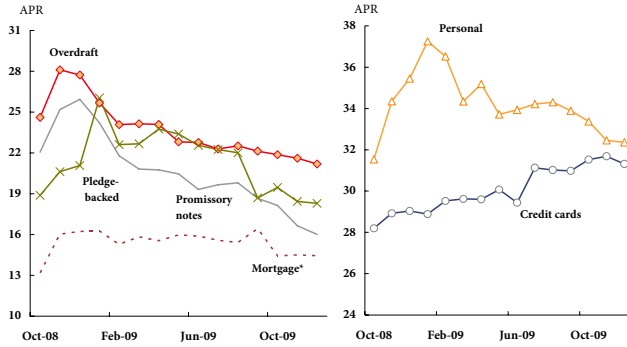 APR
31
28
25
22
19
16
13
10
Overdraft
Pledge-
backed
Promissory
notes
Mortgage*
Oct-08
Feb-09
Jun-09
Oct-09
APR
38
36
34
32
30
28
26
24
Personal
Credit cards
Oct-08
Feb-09
Jun-09
Oct-09